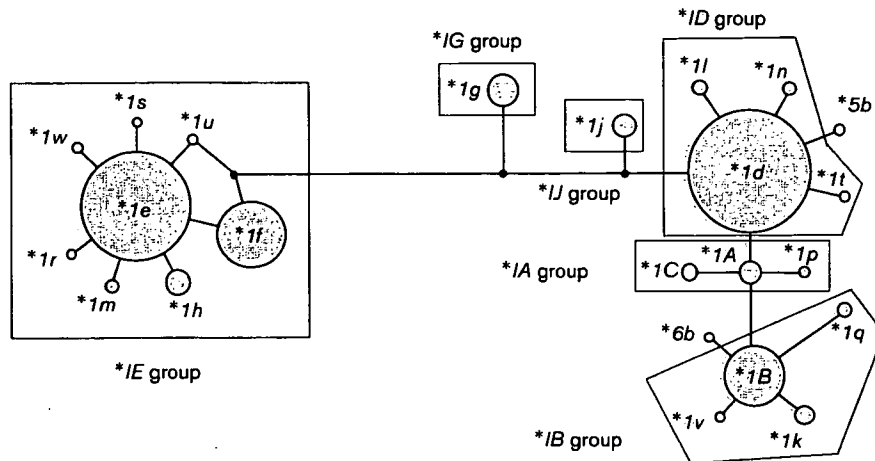 *ID group
*IG group
*1l
*1n
*1g
*1s
*1j
*5b
*1u
*1w
*1d
*1t
*IJ group
*1e
*1f
*1r
*1A
*1p
*1C
*IA group
*1m
*1h
*6b
*1q
*IE group
*1B
*1v
*1k
*IB group